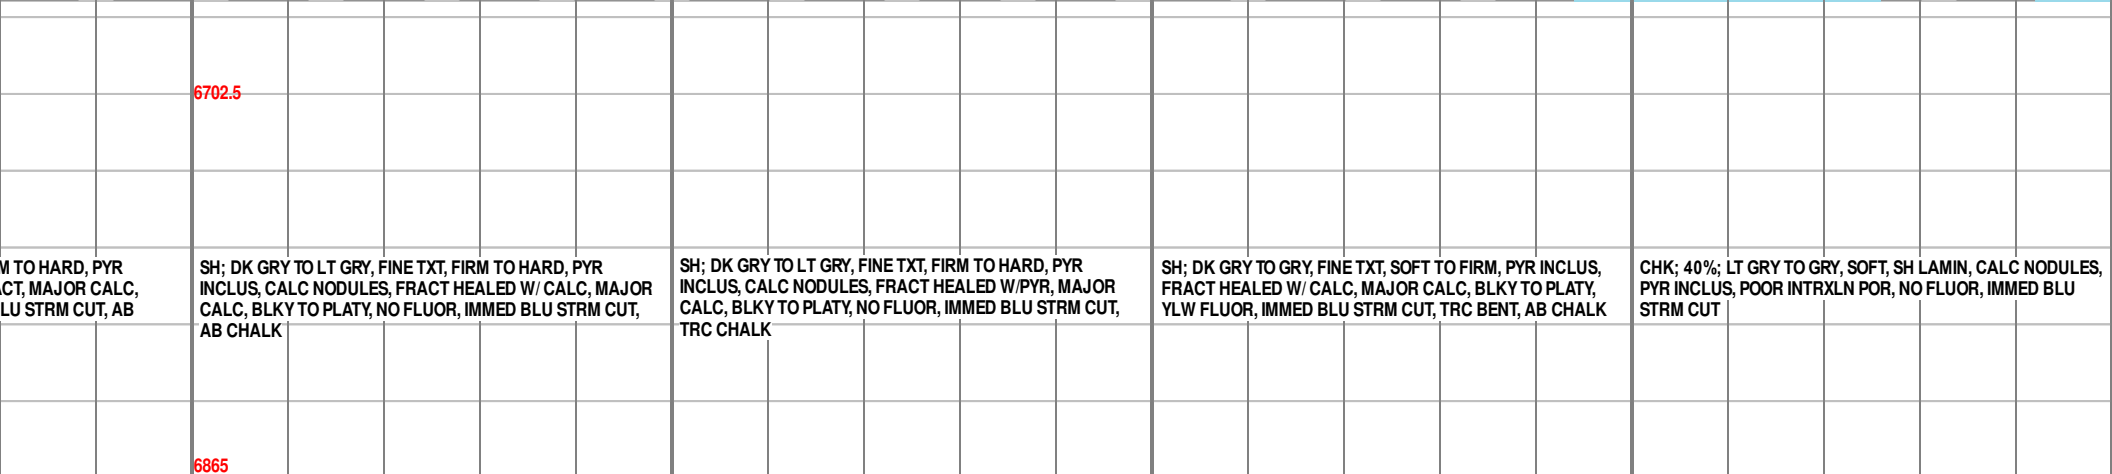 6702.5
M TO HARD, PYR
ACT, MAJOR CALC,
LU STRM CUT, AB
SH; DK GRY TO LT GRY, FINE TXT, FIRM TO HARD, PYR
INCLUS, CALC NODULES, FRACT HEALED W/ CALC, MAJOR
CALC, BLKY TO PLATY, NO FLUOR, IMMED BLU STRM CUT,
AB CHALK
SH; DK GRY TO LT GRY, FINE TXT, FIRM TO HARD, PYR
INCLUS, CALC NODULES, FRACT HEALED W/PYR, MAJOR
CALC, BLKY TO PLATY, NO FLUOR, IMMED BLU STRM CUT,
TRC CHALK
SH; DK GRY TO GRY, FINE TXT, SOFT TO FIRM, PYR INCLUS,
FRACT HEALED W/ CALC, MAJOR CALC, BLKY TO PLATY,
YLW FLUOR, IMMED BLU STRM CUT, TRC BENT, AB CHALK
CHK; 40%; LT GRY TO GRY, SOFT, SH LAMIN, CALC NODULES,
PYR INCLUS, POOR INTRXLN POR, NO FLUOR, IMMED BLU
STRM CUT
6865